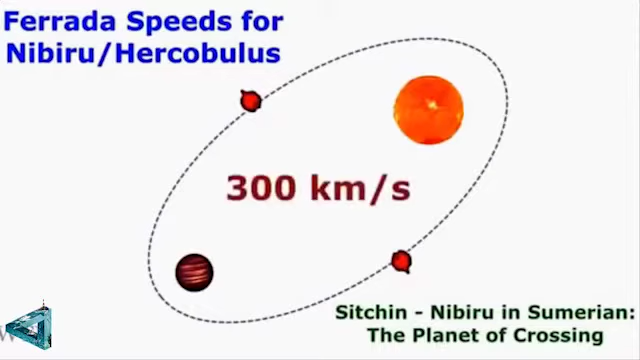 Ferrada Speeds for
Nibiru/Hercobulus
300 km/s
Sitchin - Nibiru in Sumerian:
The Planet of Crossing